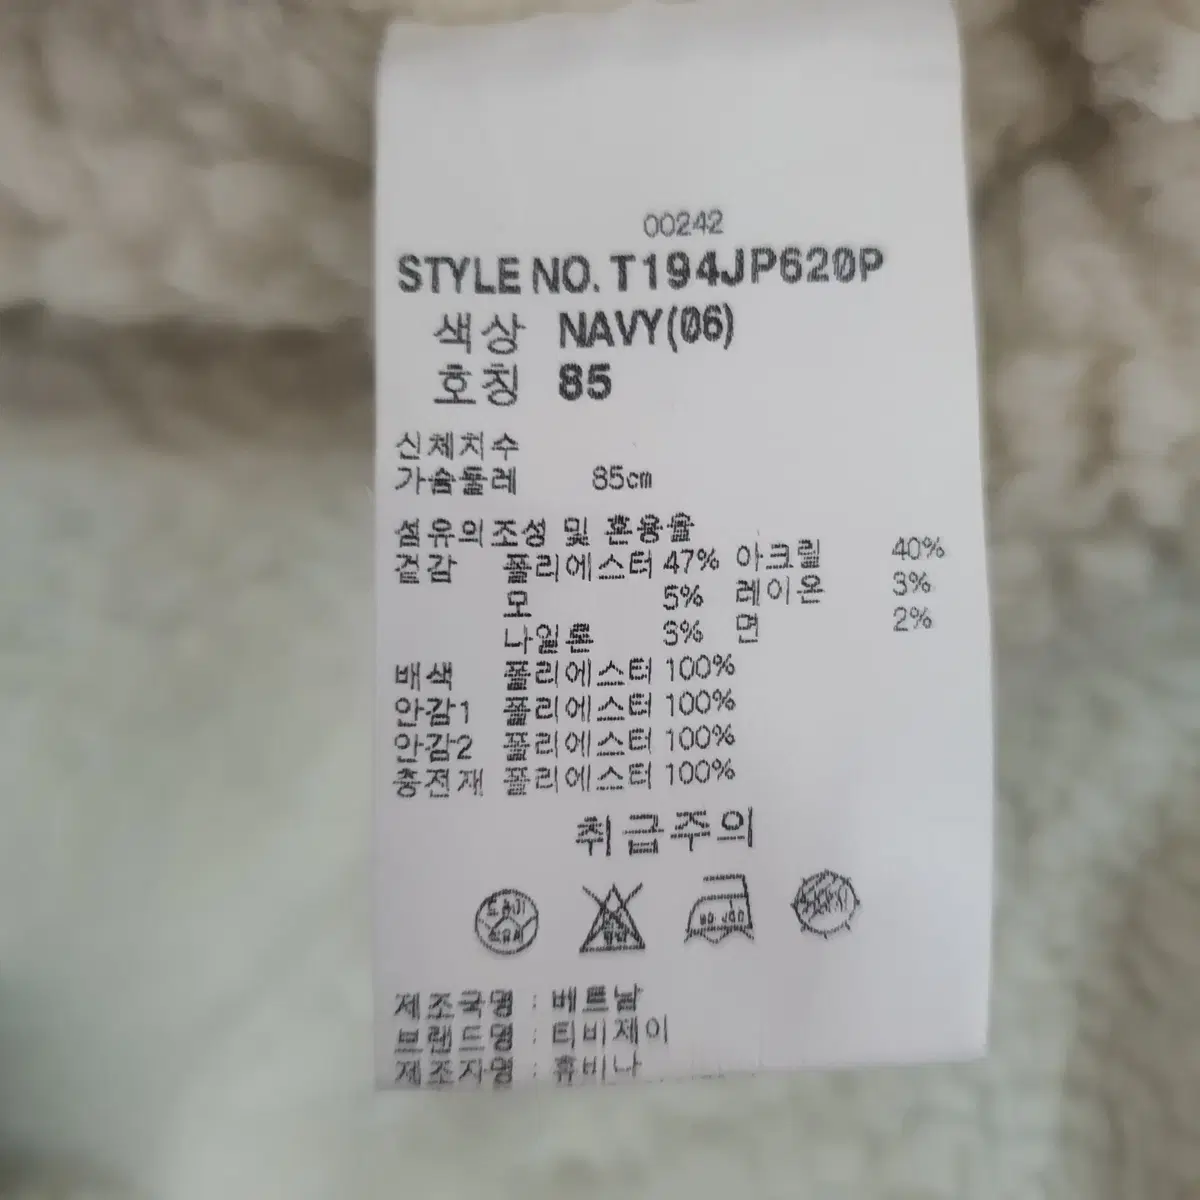 00242
STYLE NO. T194JP620P
색상 NAVY(06)
호칭 85
신체치수
가슴둘레 85cm
섬유의조성 및 혼용율
겉감 폴리에스터 47% 아크릴 40%
모 5% 레이온 3%
나일론 3% 면 2%
배색 폴리에스터 100%
안감1 폴리에스터 100%
안감2 폴리에스터 100%
충전재 폴리에스터 100%
취급주의
드라이
제조국명 : 베트남
브랜드명 : 티비제이
제조자명 : 휴비나